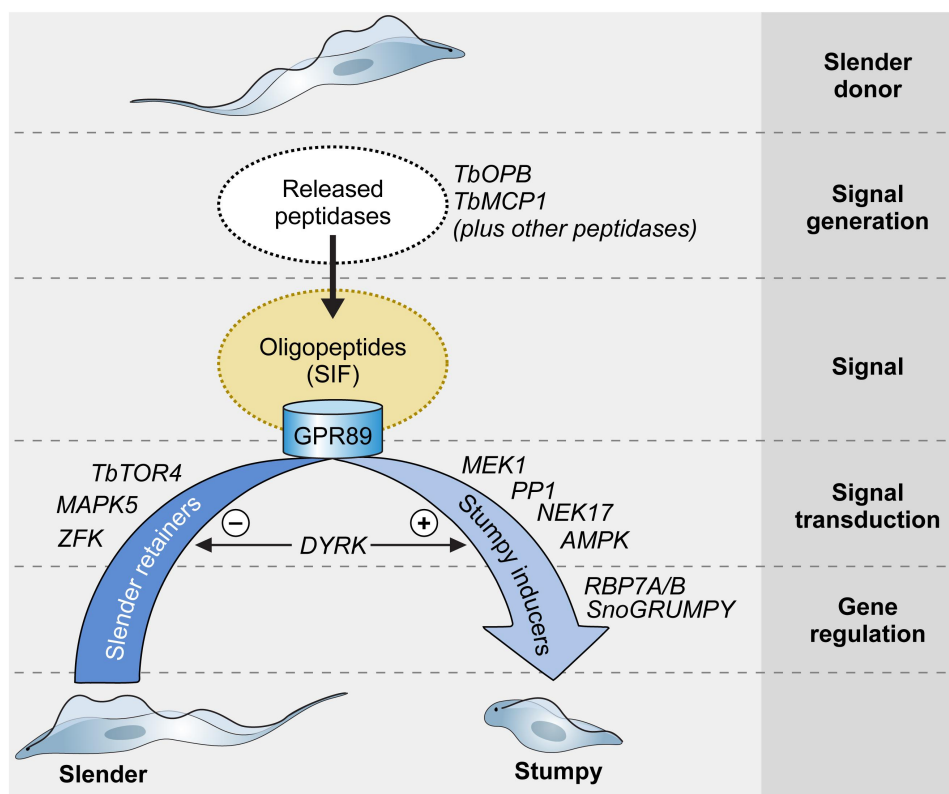 Slender
donor
Released
peptidases
TbOPB
TbMCP1
(plus other peptidases)
Signal
generation
Oligopeptides
(SIF)
Signal
GPR89
TbTOR4
MAPK5
ZFK
Slender retainers
−
DYRK
+
Stumpy inducers
MEK1
PP1
NEK17
AMPK
Signal
transduction
RBP7A/B
SnoGRUMPY
Gene
regulation
Slender
Stumpy